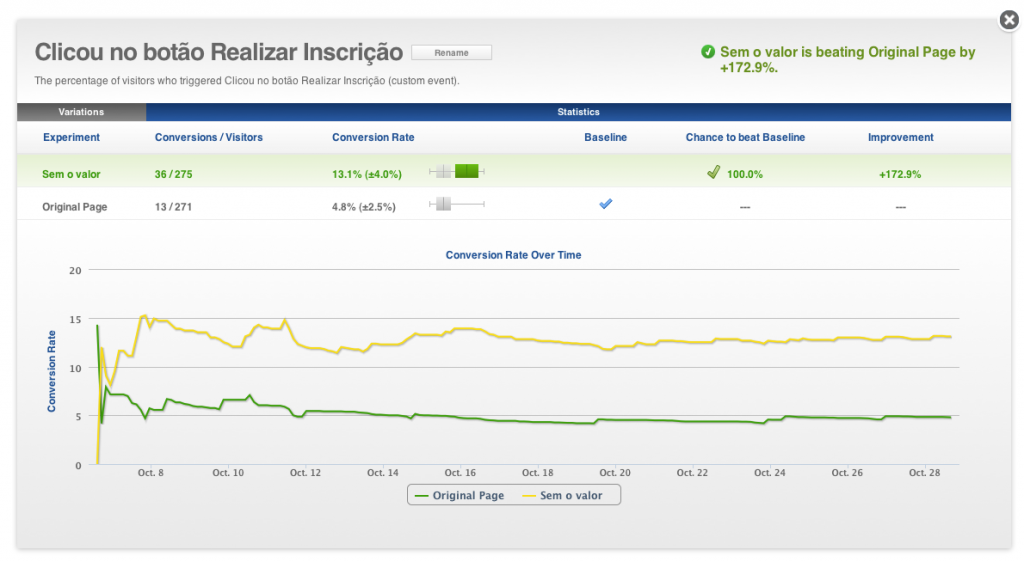 Clicou no botão Realizar Inscrição
Rename
Sem o valor is beating Original Page by
+172.9%.
The percentage of visitors who triggered Clicou no botão Realizar Inscrição (custom event).
Variations
Statistics
Experiment
Conversions / Visitors
Conversion Rate
Baseline
Chance to beat Baseline
Improvement
Sem o valor
36 / 275
13.1% (±4.0%)
100.0%
+172.9%
Original Page
13 / 271
4.8% (±2.5%)
---
---
Conversion Rate Over Time
Conversion Rate
20
15
10
5
0
Oct. 8
Oct. 10
Oct. 12
Oct. 14
Oct. 16
Oct. 18
Oct. 20
Oct. 22
Oct. 24
Oct. 26
Oct. 28
Original Page
Sem o valor